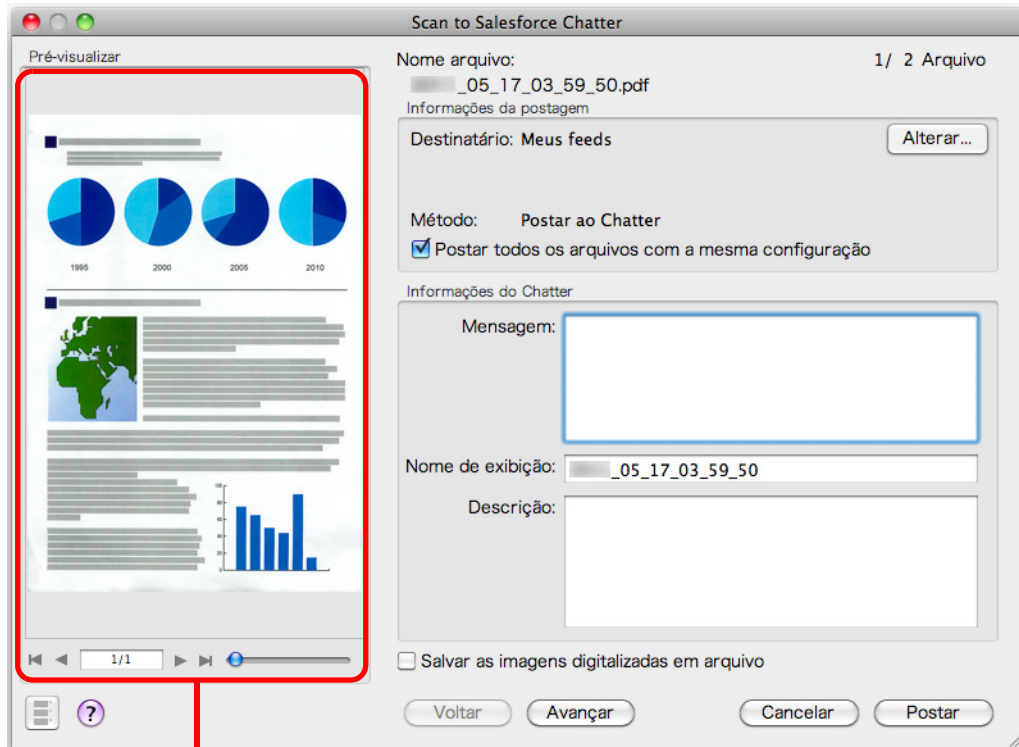 Scan to Salesforce Chatter
Pré-visualizar
1995 2000 2005 2010
1/1
Nome arquivo: 1/ 2 Arquivo
_05_17_03_59_50.pdf
Informações da postagem
Destinatário: Meus feeds Alterar...
Método: Postar ao Chatter
Postar todos os arquivos com a mesma configuração
Informações do Chatter
Mensagem:
Nome de exibição: _05_17_03_59_50
Descrição:
Salvar as imagens digitalizadas em arquivo
? Voltar Avançar Cancelar Postar